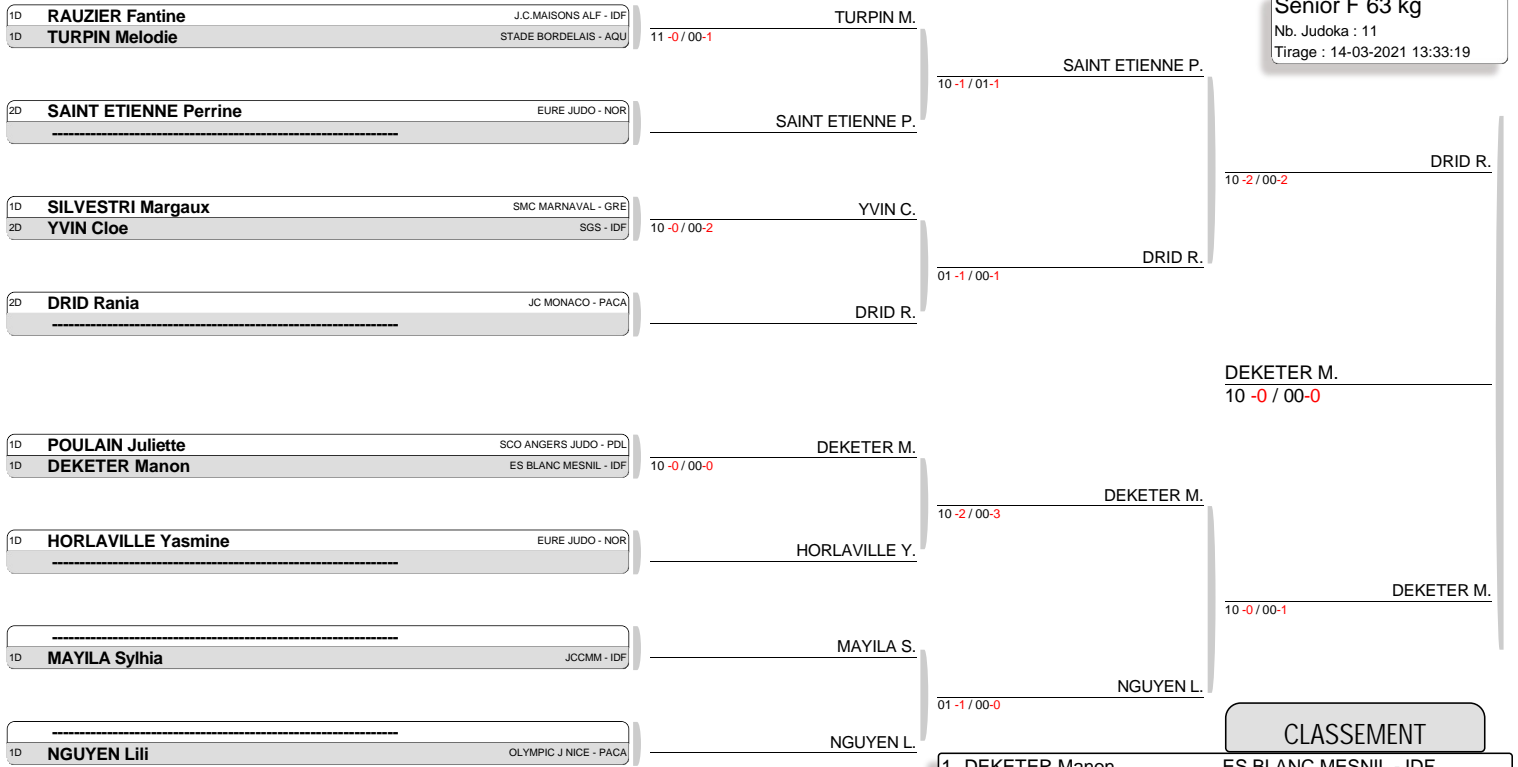 Senior F 63 kg
Nb. Judoka : 11
Tirage : 14-03-2021 13:33:19
1D RAUZIER Fantine J.C.MAISONS ALF - IDF
1D TURPIN Melodie STADE BORDELAIS - AQU
TURPIN M.
11 -0 / 00-1
2D SAINT ETIENNE Perrine EURE JUDO - NOR
----------------------------------------------------------------
SAINT ETIENNE P.
SAINT ETIENNE P.
10 -1 / 01-1
1D SILVESTRI Margaux SMC MARNAVAL - GRE
2D YVIN Cloe SGS - IDF
YVIN C.
10 -0 / 00-2
2D DRID Rania JC MONACO - PACA
----------------------------------------------------------------
DRID R.
DRID R.
01 -1 / 00-1
DRID R.
10 -2 / 00-2
DEKETER M.
10 -0 / 00-0
1D POULAIN Juliette SCO ANGERS JUDO - PDL
1D DEKETER Manon ES BLANC MESNIL - IDF
DEKETER M.
10 -0 / 00-0
1D HORLAVILLE Yasmine EURE JUDO - NOR
----------------------------------------------------------------
HORLAVILLE Y.
DEKETER M.
10 -2 / 00-3
----------------------------------------------------------------
1D MAYILA Sylhia JCCMM - IDF
MAYILA S.
----------------------------------------------------------------
1D NGUYEN Lili OLYMPIC J NICE - PACA
NGUYEN L.
NGUYEN L.
01 -1 / 00-0
DEKETER M.
10 -0 / 00-1
CLASSEMENT
1 DEKETER Manon ES BLANC MESNIL - IDF